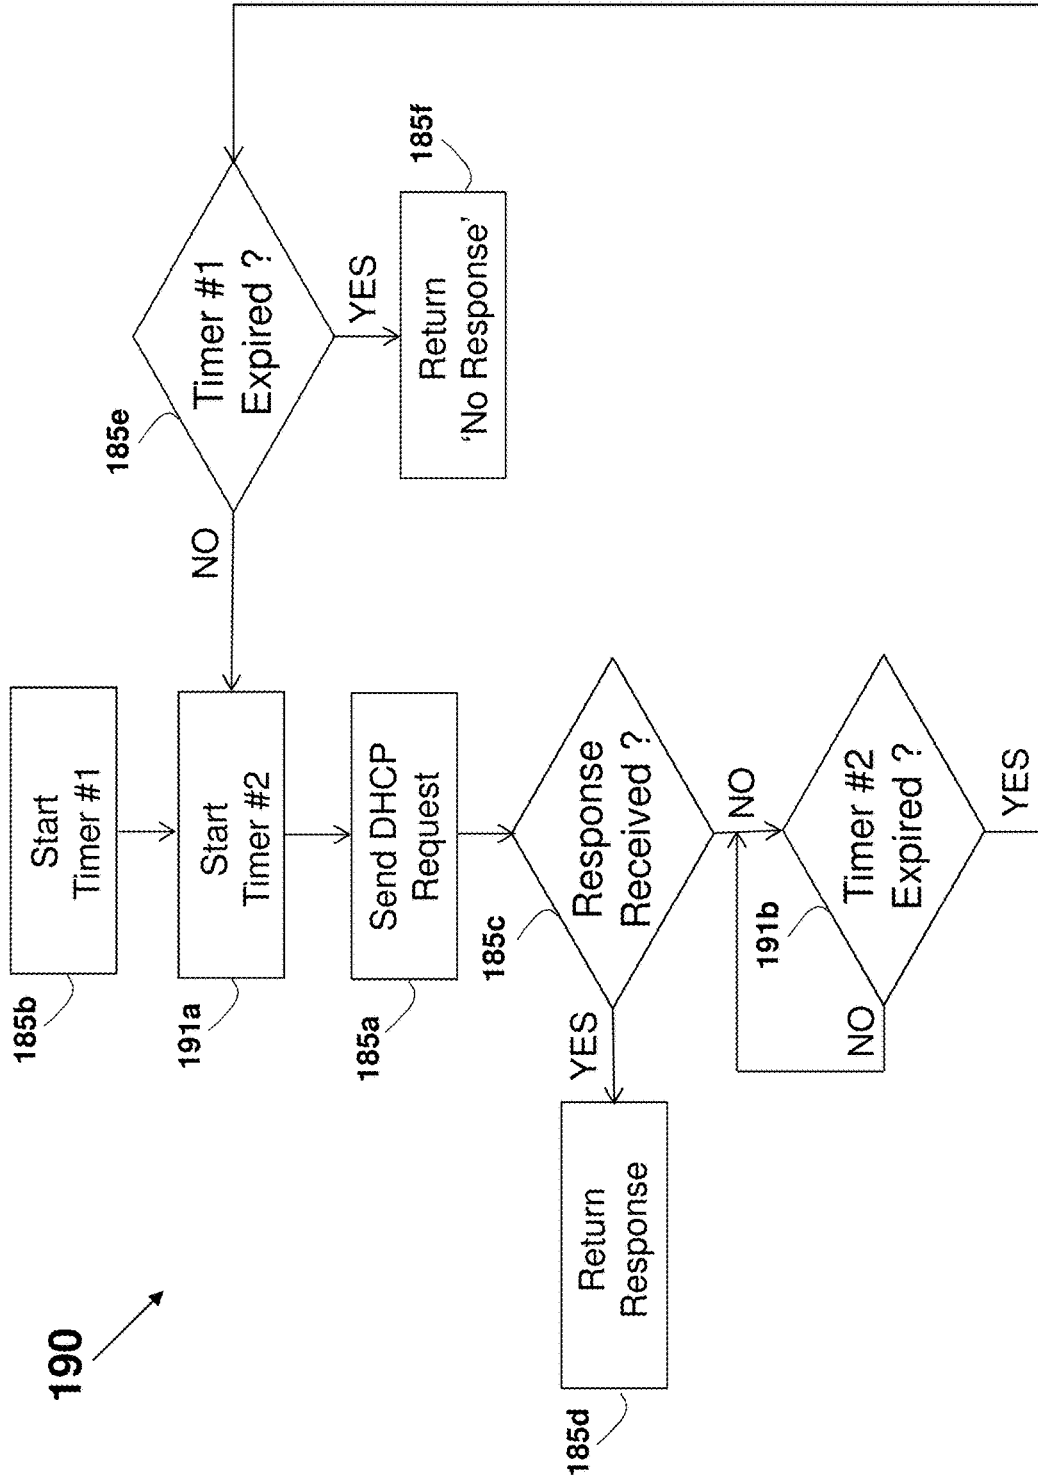 190
185b
Start
Timer #1
191a
Start
Timer #2
NO
185e
Timer #1
Expired ?
YES
185f
Return
'No Response'
185a
Send DHCP
Request
185c
Response
Received ?
YES
185d
Return
Response
NO
191b
Timer #2
Expired ?
NO
YES